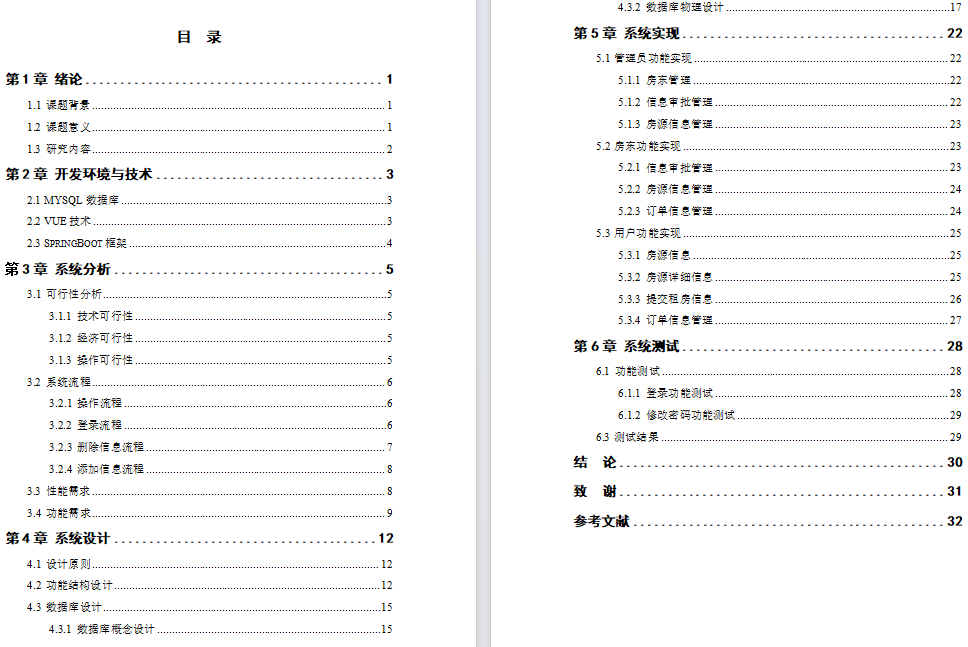 目 录
第 1 章 绪论 1
1.1 课题背景 1
1.2 课题意义 1
1.3 研究内容 2
第 2 章 开发环境与技术 3
2.1 MYSQL 数据库 3
2.2 VUE 技术 3
2.3 SPRINGBOOT 框架 4
第 3 章 系统分析 5
3.1 可行性分析 5
3.1.1 技术可行性 5
3.1.2 经济可行性 5
3.1.3 操作可行性 5
3.2 系统流程 6
3.2.1 操作流程 6
3.2.2 登录流程 6
3.2.3 删除信息流程 7
3.2.4 添加信息流程 8
3.3 性能需求 8
3.4 功能需求 9
第 4 章 系统设计 12
4.1 设计原则 12
4.2 功能结构设计 12
4.3 数据库设计 15
4.3.1 数据库概念设计 15
4.3.2 数据库物理设计 17
第 5 章 系统实现 22
5.1 管理员功能实现 22
5.1.1 房东管理 22
5.1.2 信息审批管理 22
5.1.3 房源信息管理 23
5.2 房东功能实现 23
5.2.1 信息审批管理 23
5.2.2 房源信息管理 24
5.2.3 订单信息管理 24
5.3 用户功能实现 25
5.3.1 房源信息 25
5.3.2 房源详细信息 25
5.3.3 提交租房信息 26
5.3.4 订单信息管理 27
第 6 章 系统测试 28
6.1 功能测试 28
6.1.1 登录功能测试 28
6.1.2 修改密码功能测试 29
6.3 测试结果 29
结 论 30
致 谢 31
参考文献 32